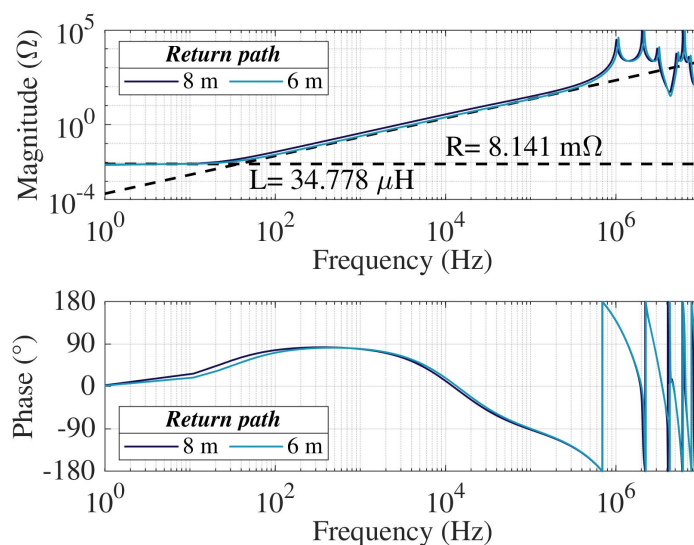 Magnitude (Ω)
10^5
10^0
10^-4
Return path
8 m 6 m
R= 8.141 mΩ
L= 34.778 μH
10^0 10^2 10^4 10^6
Frequency (Hz)
Phase (°)
180
90
0
-90
-180
Return path
8 m 6 m
10^0 10^2 10^4 10^6
Frequency (Hz)